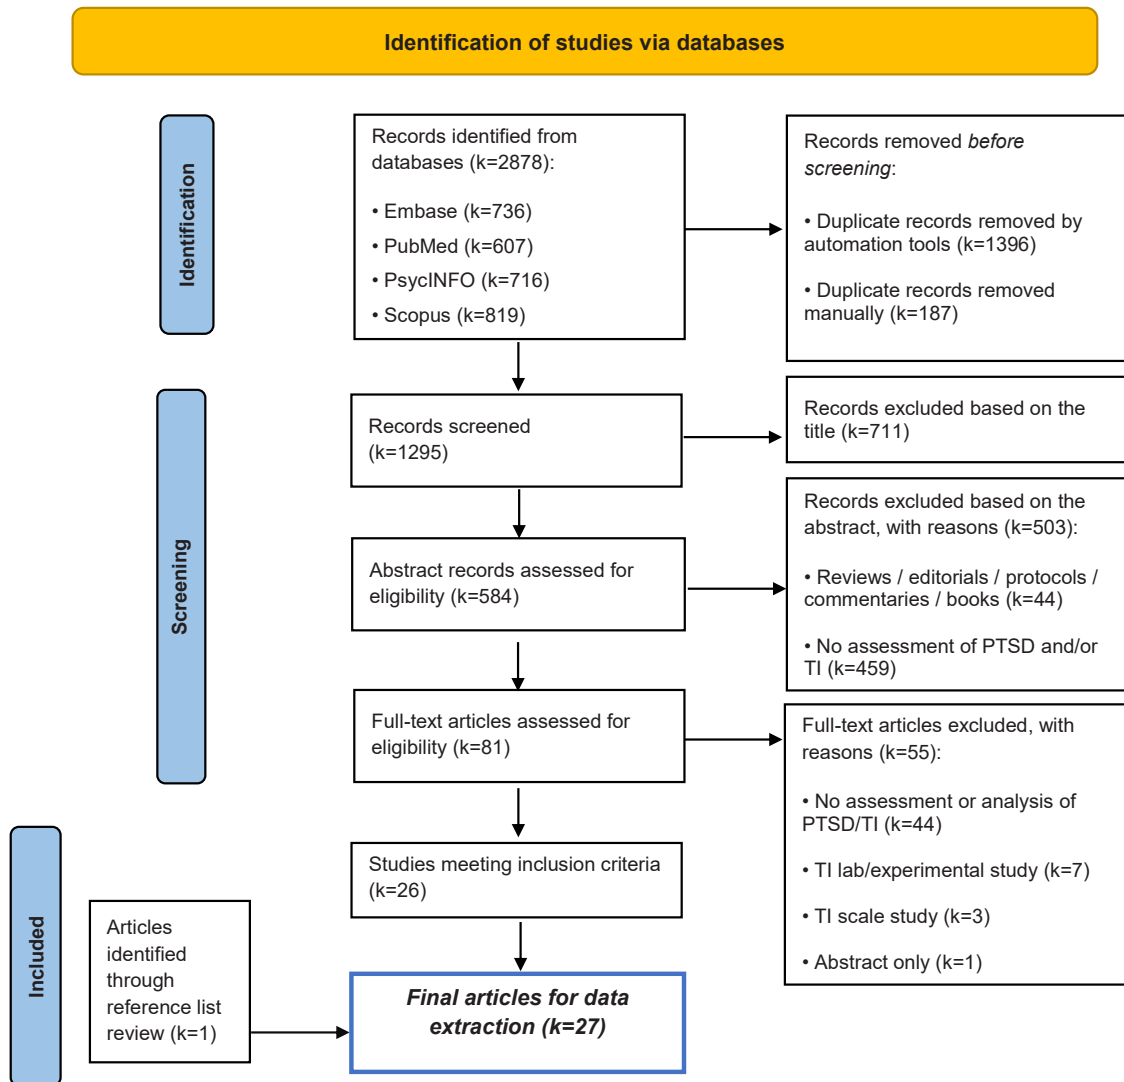 Identification of studies via databases
Identification
Records identified from
databases (k=2878):
• Embase (k=736)
• PubMed (k=607)
• PsycINFO (k=716)
• Scopus (k=819)
Records removed before
screening:
• Duplicate records removed by
automation tools (k=1396)
• Duplicate records removed
manually (k=187)
Screening
Records screened
(k=1295)
Records excluded based on the
title (k=711)
Abstract records assessed for
eligibility (k=584)
Records excluded based on the
abstract, with reasons (k=503):
• Reviews / editorials / protocols /
commentaries / books (k=44)
• No assessment of PTSD and/or
TI (k=459)
Full-text articles assessed for
eligibility (k=81)
Full-text articles excluded, with
reasons (k=55):
• No assessment or analysis of
PTSD/TI (k=44)
• TI lab/experimental study (k=7)
• TI scale study (k=3)
• Abstract only (k=1)
Included
Studies meeting inclusion criteria
(k=26)
Articles
identified
through
reference list
review (k=1)
Final articles for data
extraction (k=27)